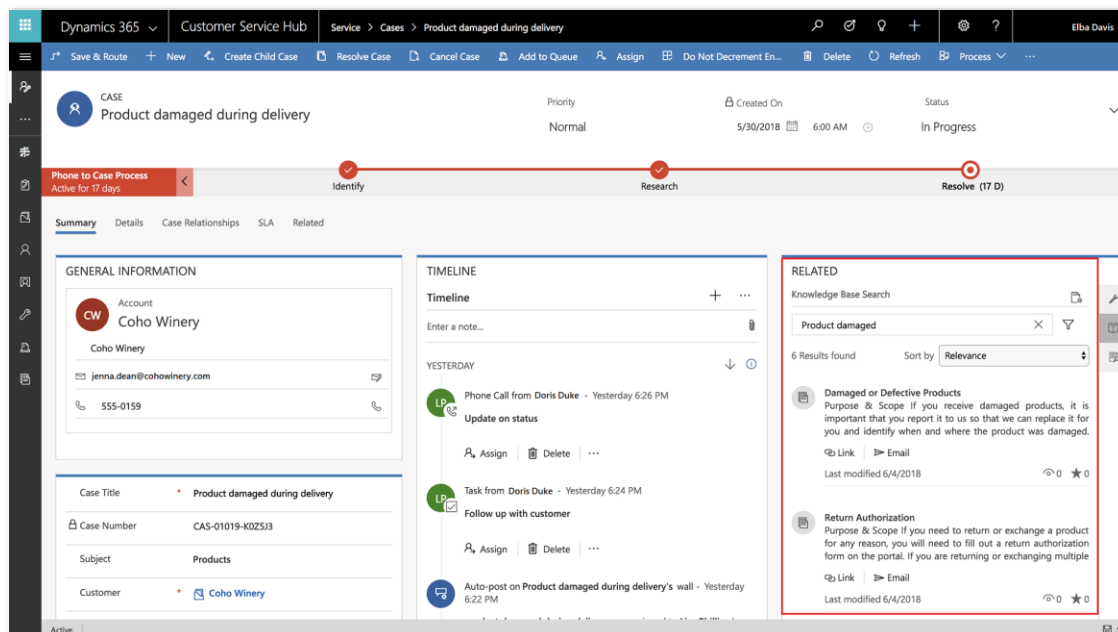 Dynamics 365
Customer Service Hub
Service > Cases > Product damaged during delivery
Elba Davis
Save & Route
New
Create Child Case
Resolve Case
Cancel Case
Add to Queue
Assign
Do Not Decrement En...
Delete
Refresh
Process
...
CASE
Product damaged during delivery
Priority
Normal
Created On
5/30/2018 6:00 AM
Status
In Progress
Phone to Case Process
Active for 17 days
Identify
Research
Resolve (17 D)
Summary
Details
Case Relationships
SLA
Related
GENERAL INFORMATION
CW
Account
Coho Winery
Coho Winery
jenna.dean@cohowinery.com
555-0159
Case Title * Product damaged during delivery
Case Number CAS-01019-K0Z5J3
Subject Products
Customer * Coho Winery
TIMELINE
Timeline
Enter a note...
YESTERDAY
LP
Phone Call from Doris Duke - Yesterday 6:26 PM
Update on status
Assign
Delete
...
LP
Task from Doris Duke - Yesterday 6:24 PM
Follow up with customer
Assign
Delete
...
Auto-post on Product damaged during delivery's wall - Yesterday
6:22 PM
RELATED
Knowledge Base Search
Product damaged
6 Results found
Sort by Relevance
Damaged or Defective Products
Purpose & Scope If you receive damaged products, it is
important that you report it to us so that we can replace it for
you and identify when and where the product was damaged.
Link
Email
Last modified 6/4/2018
0 0
Return Authorization
Purpose & Scope If you need to return or exchange a product
for any reason, you will need to fill out a return authorization
form on the portal. If you are returning or exchanging multiple
Link
Email
Last modified 6/4/2018
0 0
Active